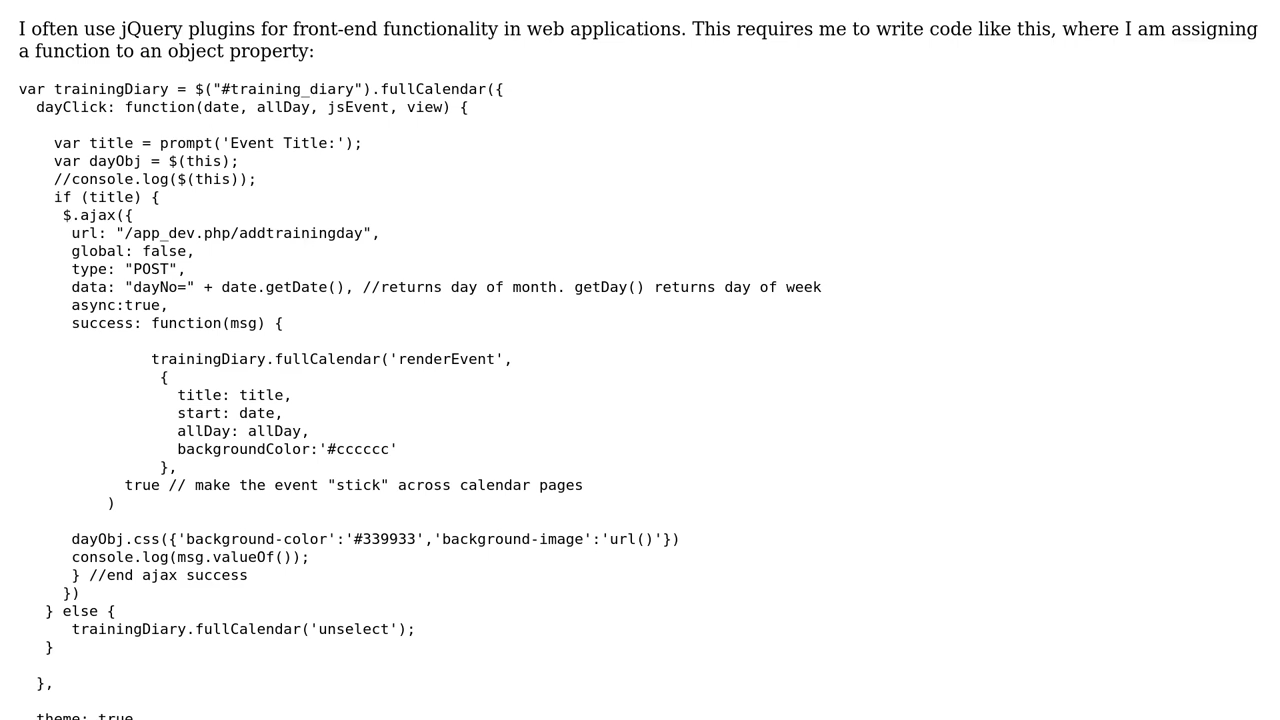 I often use jQuery plugins for front-end functionality in web applications. This requires me to write code like this, where I am assigning
a function to an object property:
var trainingDiary = $("#training_diary").fullCalendar({
dayClick: function(date, allDay, jsEvent, view) {
var title = prompt('Event Title:');
var dayObj = $(this);
//console.log($(this));
if (title) {
$.ajax({
url: "/app_dev.php/addtrainingday",
global: false,
type: "POST",
data: "dayNo=" + date.getDate(), //returns day of month. getDay() returns day of week
async:true,
success: function(msg) {
trainingDiary.fullCalendar('renderEvent',
{
title: title,
start: date,
allDay: allDay,
backgroundColor:'#cccccc'
},
true // make the event "stick" across calendar pages
)
dayObj.css({'background-color':'#339933','background-image':'url()'})
console.log(msg.valueOf());
} //end ajax success
})
} else {
trainingDiary.fullCalendar('unselect');
}
},
theme: true